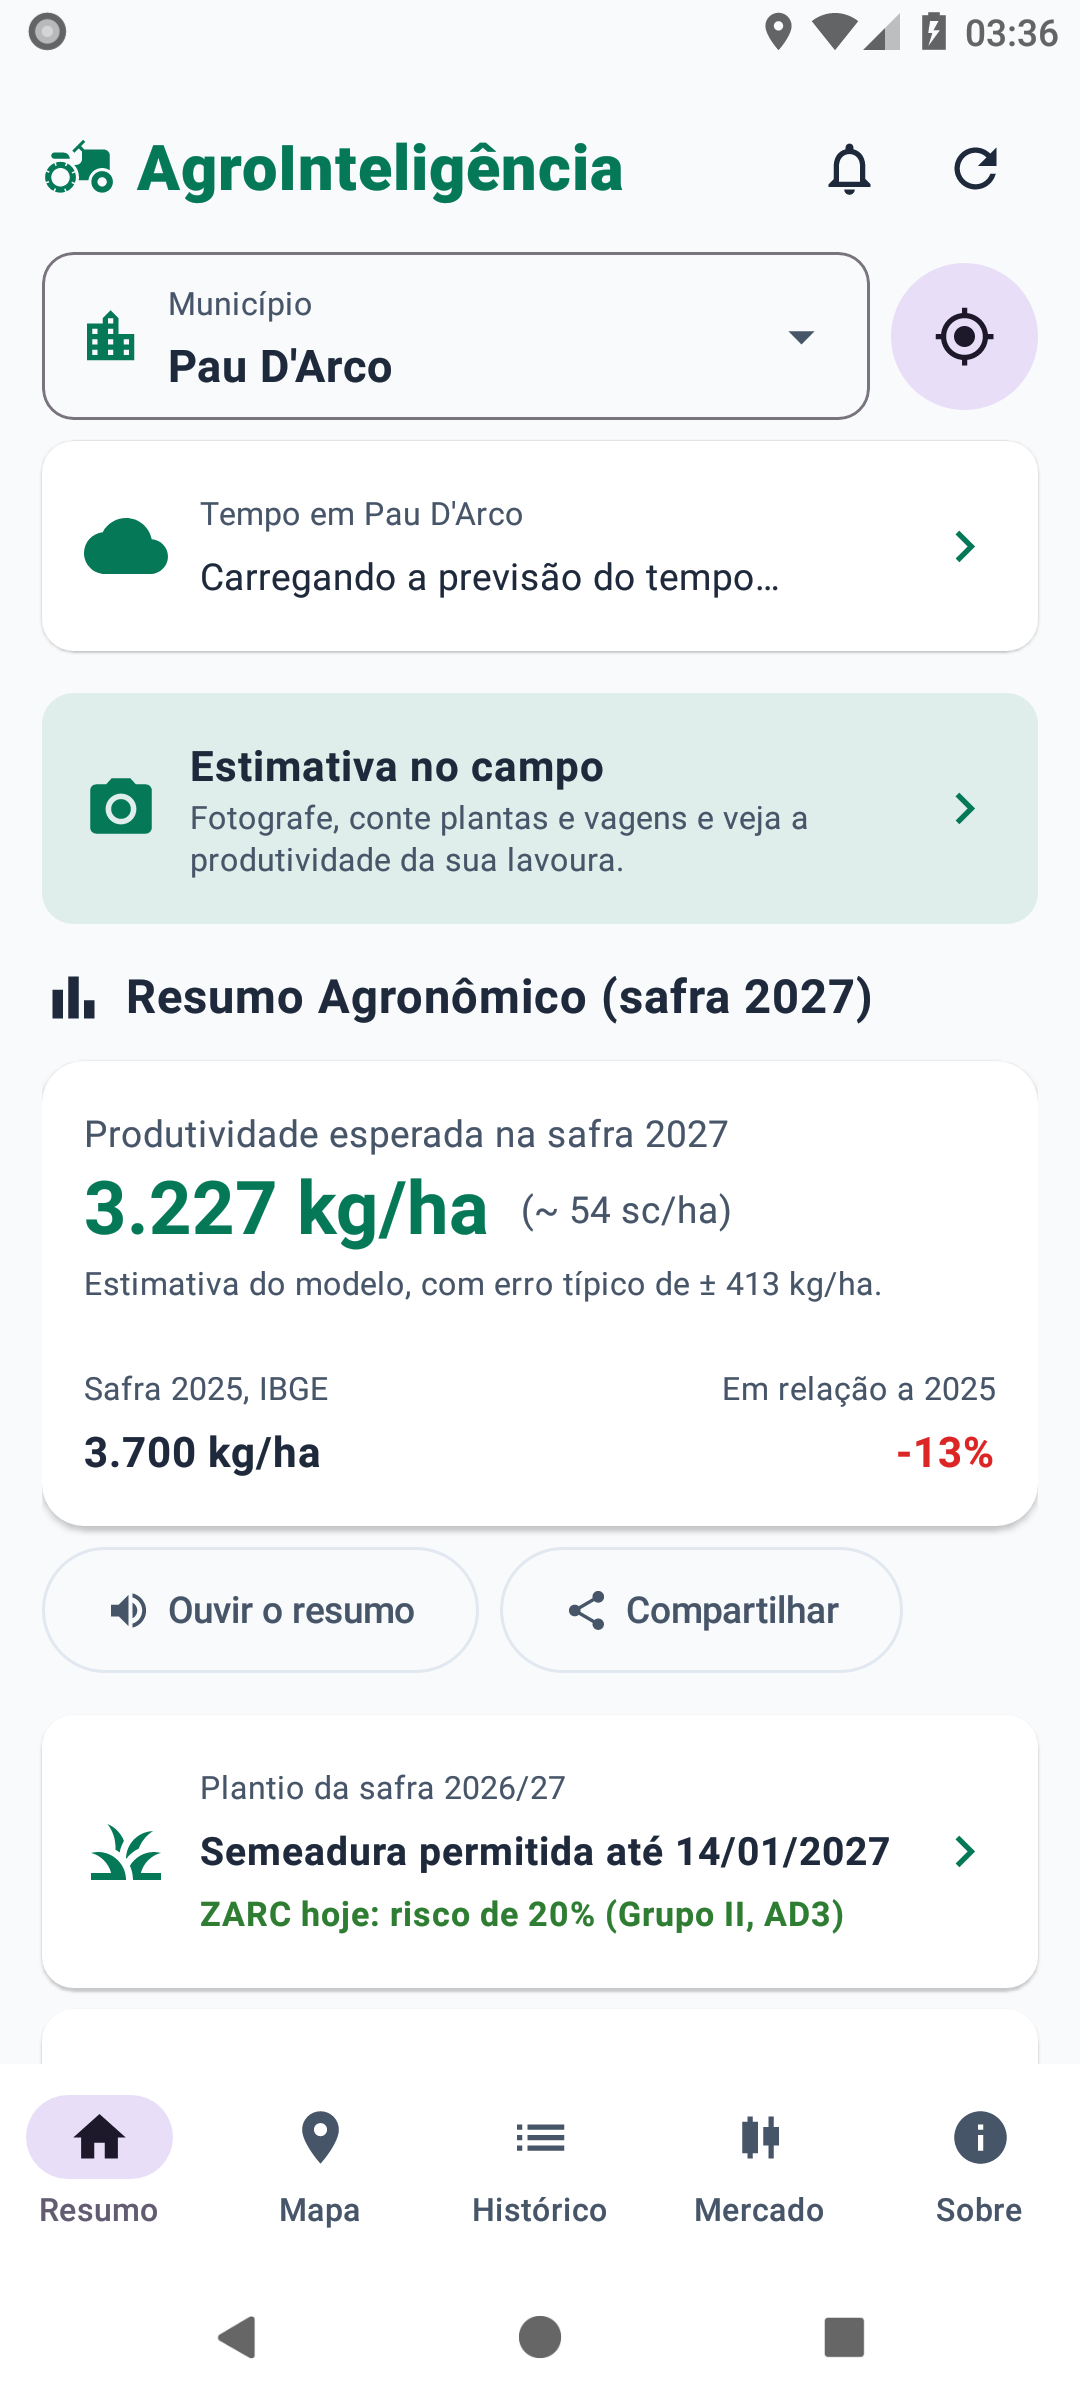 03:36
AgroInteligência
Município
Pau D'Arco
Tempo em Pau D'Arco
Carregando a previsão do tempo…
Estimativa no campo
Fotografe, conte plantas e vagens e veja a
produtividade da sua lavoura.
Resumo Agronômico (safra 2027)
Produtividade esperada na safra 2027
3.227 kg/ha (~ 54 sc/ha)
Estimativa do modelo, com erro típico de ± 413 kg/ha.
Safra 2025, IBGE Em relação a 2025
3.700 kg/ha -13%
Ouvir o resumo Compartilhar
Plantio da safra 2026/27
Semeadura permitida até 14/01/2027
ZARC hoje: risco de 20% (Grupo II, AD3)
Resumo Mapa Histórico Mercado Sobre